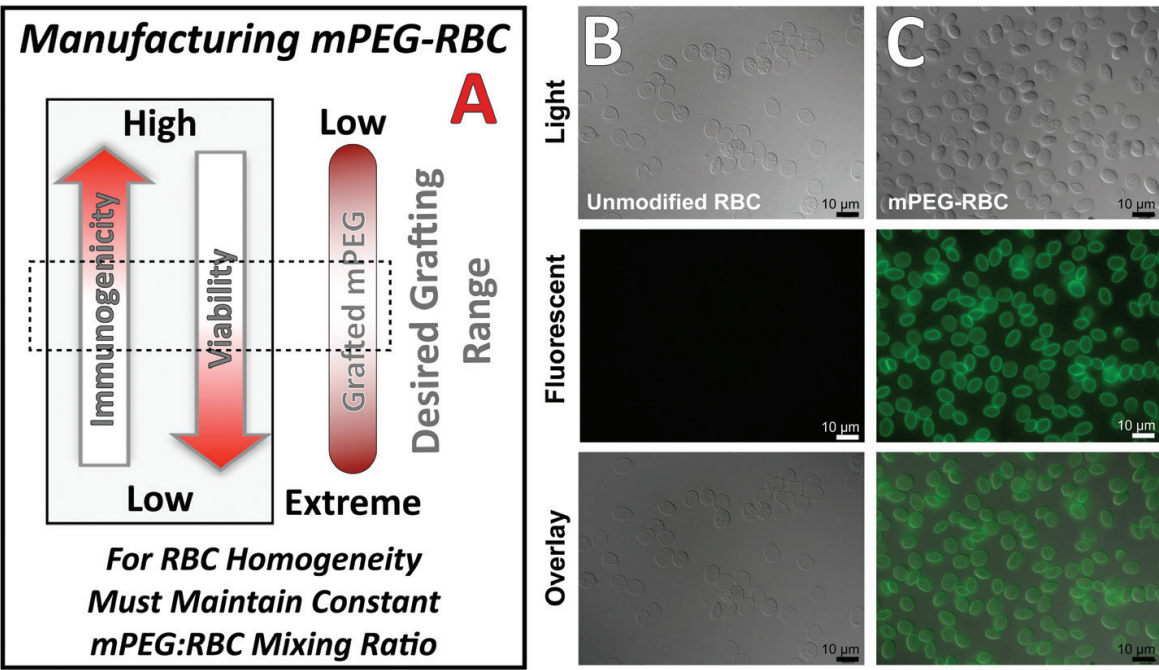 Manufacturing mPEG-RBC
A
High
Low
Immunogenicity
Viability
Grafted mPEG
Desired Grafting
Range
Low
Extreme
For RBC Homogeneity
Must Maintain Constant
mPEG:RBC Mixing Ratio
B
C
Light
Unmodified RBC
10 µm
mPEG-RBC
10 µm
Fluorescent
10 µm
10 µm
Overlay
10 µm
10 µm